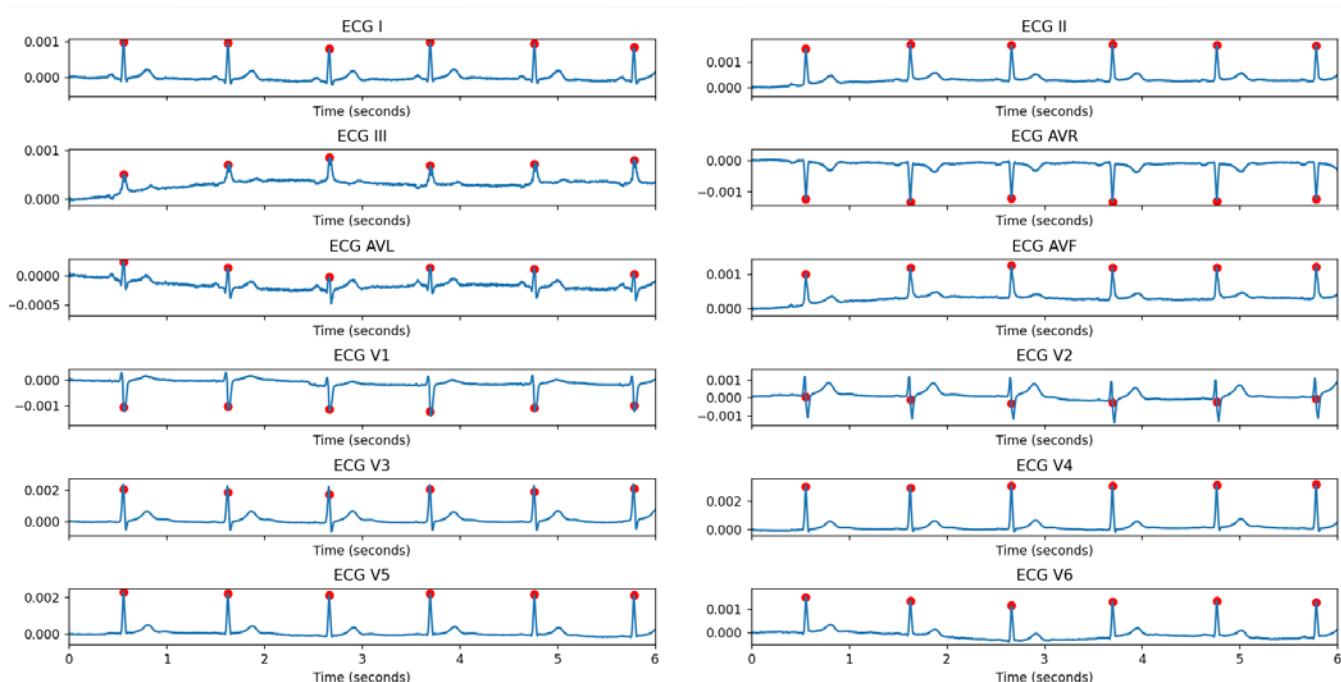 ECG I
0.001
0.000
Time (seconds)
ECG II
0.001
0.000
Time (seconds)
ECG III
0.001
0.000
Time (seconds)
ECG AVR
0.000
−0.001
Time (seconds)
ECG AVL
0.0000
−0.0005
Time (seconds)
ECG AVF
0.001
0.000
Time (seconds)
ECG V1
0.000
−0.001
Time (seconds)
ECG V2
0.001
0.000
−0.001
Time (seconds)
ECG V3
0.002
0.000
Time (seconds)
ECG V4
0.002
0.000
Time (seconds)
ECG V5
0.002
0.000
0 1 2 3 4 5 6
Time (seconds)
ECG V6
0.001
0.000
0 1 2 3 4 5 6
Time (seconds)